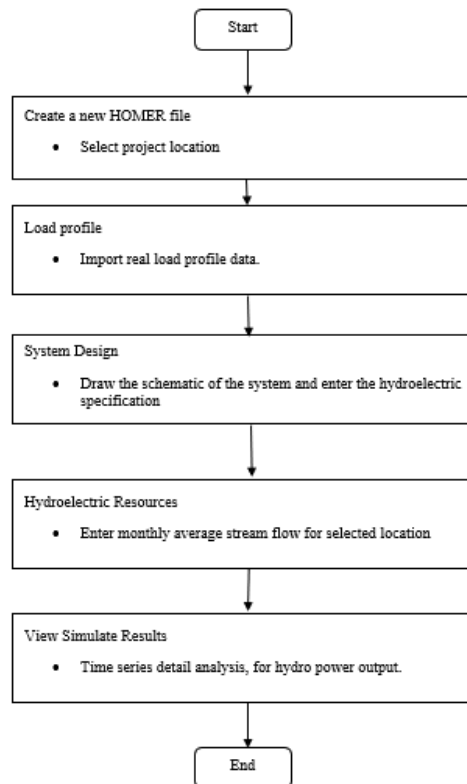 Start
Create a new HOMER file
• Select project location
Load profile
• Import real load profile data.
System Design
• Draw the schematic of the system and enter the hydroelectric
specification
Hydroelectric Resources
• Enter monthly average stream flow for selected location
View Simulate Results
• Time series detail analysis, for hydro power output.
End